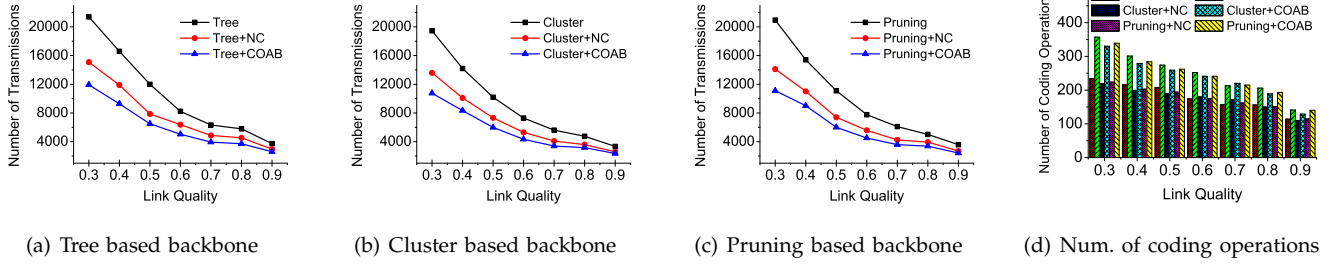 Number of Transmissions
20000
16000
12000
8000
4000
Tree
Tree+NC
Tree+COAB
0.3 0.4 0.5 0.6 0.7 0.8 0.9
Link Quality
(a) Tree based backbone
Number of Transmissions
20000
16000
12000
8000
4000
Cluster
Cluster+NC
Cluster+COAB
0.3 0.4 0.5 0.6 0.7 0.8 0.9
Link Quality
(b) Cluster based backbone
Number of Transmissions
20000
16000
12000
8000
4000
Pruning
Pruning+NC
Pruning+COAB
0.3 0.4 0.5 0.6 0.7 0.8 0.9
Link Quality
(c) Pruning based backbone
Number of Coding Operation
400
300
200
100
0
Cluster+NC
Cluster+COAB
Pruning+NC
Pruning+COAB
0.3 0.4 0.5 0.6 0.7 0.8 0.9
Link Quality
(d) Num. of coding operations